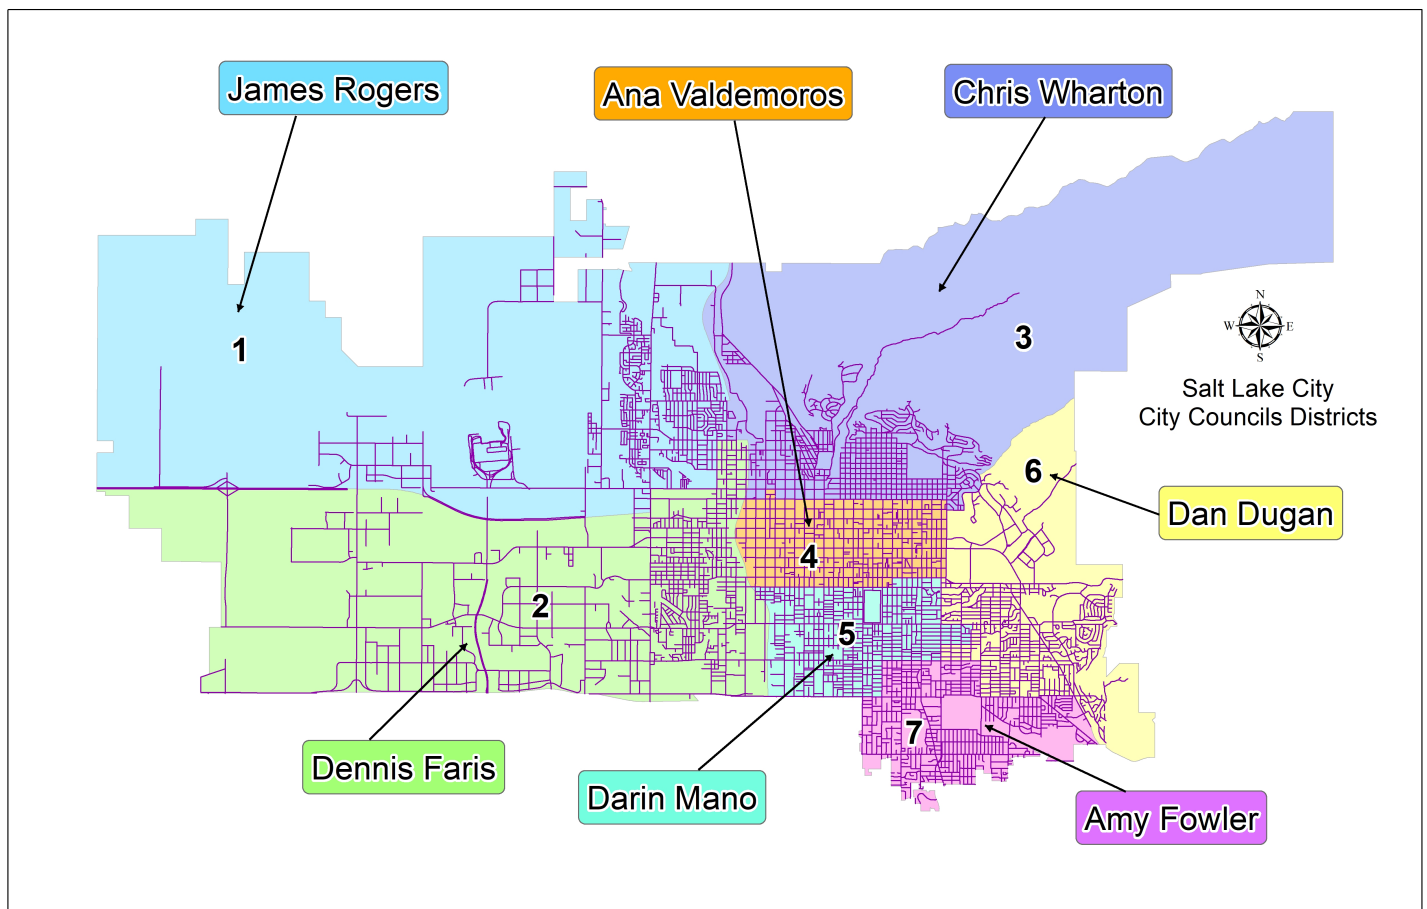 James Rogers
Ana Valdemoros
Chris Wharton
1
3
N
W E
S
Salt Lake City
City Councils Districts
6
Dan Dugan
4
2
5
7
Dennis Faris
Darin Mano
Amy Fowler